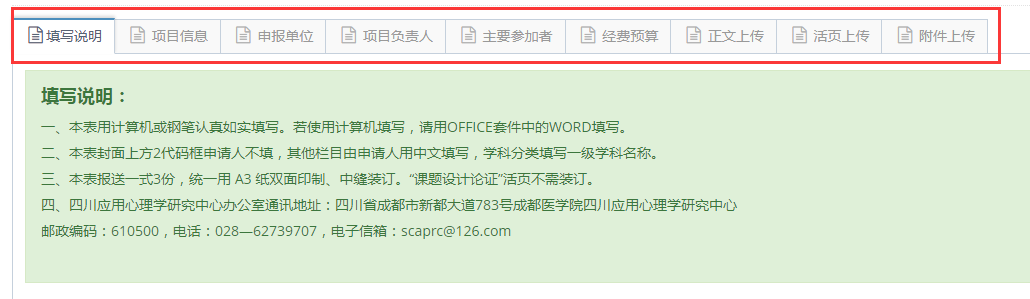 填写说明 项目信息 申报单位 项目负责人 主要参加者 经费预算 正文上传 活页上传 附件上传
填写说明：
一、本表用计算机或钢笔认真如实填写。若使用计算机填写，请用OFFICE套件中的WORD填写。
二、本表封面上方2代码框申请人不填，其他栏目由申请人用中文填写，学科分类填写一级学科名称。
三、本表报送一式3份，统一用 A3 纸双面印制、中缝装订。“课题设计论证”活页不需装订。
四、四川应用心理学研究中心办公室通讯地址：四川省成都市新都大道783号成都医学院四川应用心理学研究中心
邮政编码：610500，电话：028—62739707，电子信箱：scaprc@126.com